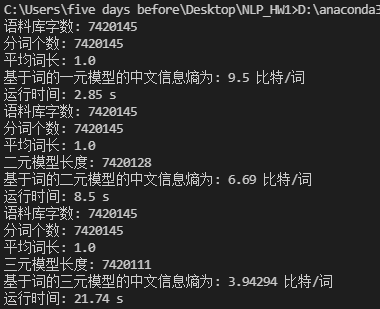 C:\Users\five days before\Desktop\NLP_HW1>D:\anaconda3
语料库字数: 7420145
分词个数: 7420145
平均词长: 1.0
基于词的一元模型的中文信息熵为: 9.5 比特/词
运行时间: 2.85 s
语料库字数: 7420145
分词个数: 7420145
平均词长: 1.0
二元模型长度: 7420128
基于词的二元模型的中文信息熵为: 6.69 比特/词
运行时间: 8.5 s
语料库字数: 7420145
分词个数: 7420145
平均词长: 1.0
三元模型长度: 7420111
基于词的三元模型的中文信息熵为: 3.94294 比特/词
运行时间: 21.74 s